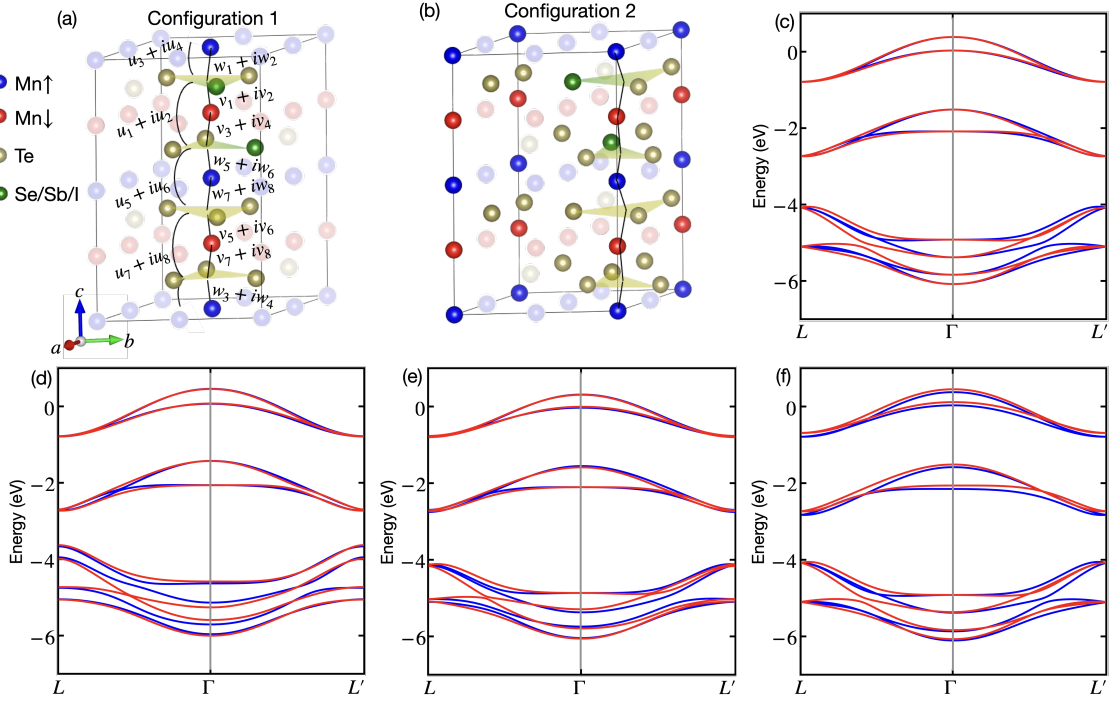 (a) Configuration 1
Mn↑
Mn↓
Te
Se/Sb/I
u₃ + iu₄
w₁ + iw₂
v₁ + iv₂
u₁ + iu₂
v₃ + iv₄
w₅ + iw₆
u₅ + iu₆
w₇ + iw₈
v₅ + iv₆
u₇ + iu₈
v₇ + iv₈
w₃ + iw₄
c
a
b
(b) Configuration 2
(c)
Energy (eV)
0
−2
−4
−6
L Γ L′
(d)
Energy (eV)
0
−2
−4
−6
L Γ L′
(e)
Energy (eV)
0
−2
−4
−6
L Γ L′
(f)
Energy (eV)
0
−2
−4
−6
L Γ L′